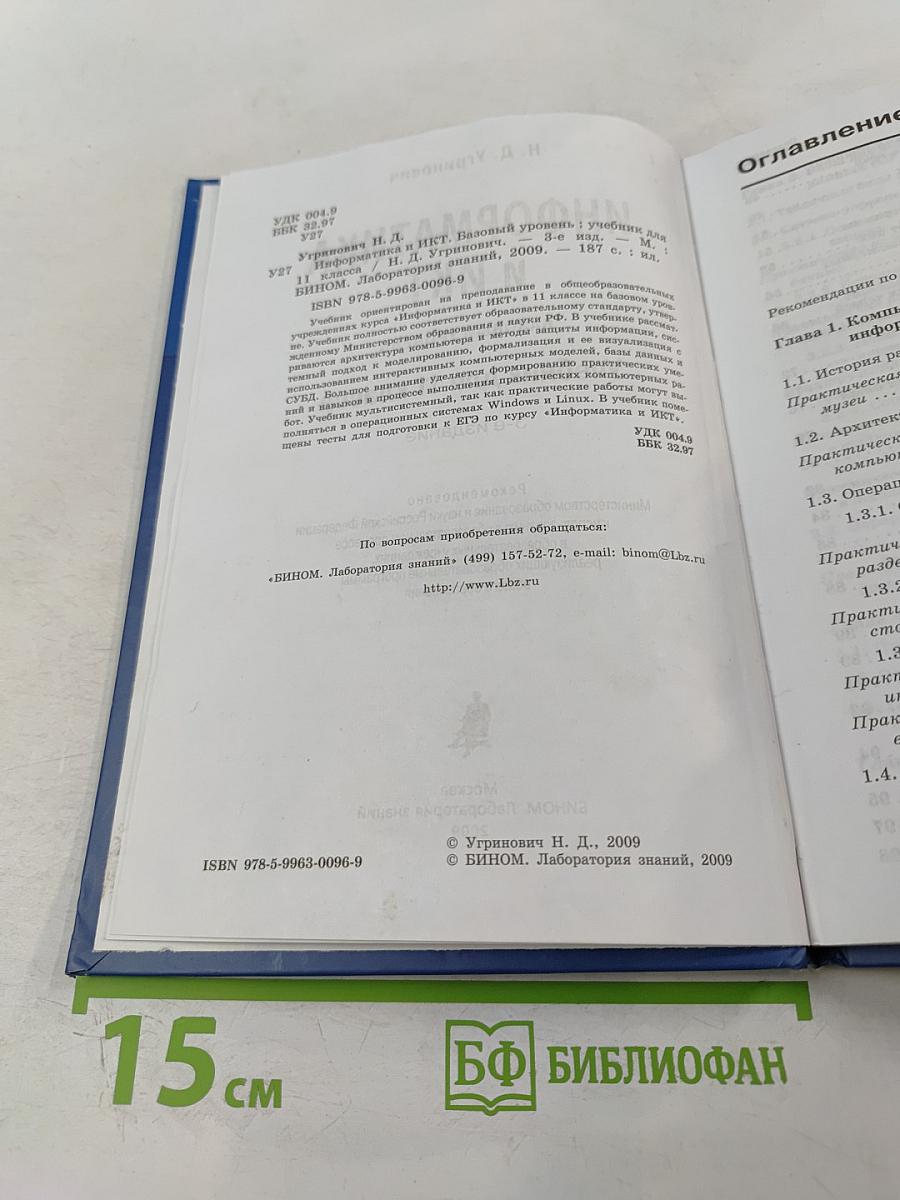 УДК 004.9
ББК 32.97
У27
Угринович Н. Д.
У27 Информатика и ИКТ. Базовый уровень : учебник для
11 класса / Н. Д. Угринович. — 3-е изд. — М. :
БИНОМ. Лаборатория знаний, 2009. — 187 с. : ил.
ISBN 978-5-9963-0096-9
Учебник ориентирован на преподавание в общеобразовательных
учреждениях курса «Информатика и ИКТ» в 11 классе на базовом уров-
не. Учебник полностью соответствует образовательному стандарту, утвер-
жденному Министерством образования и науки РФ. В учебнике рассмат-
риваются архитектура компьютера и методы защиты информации, сис-
темный подход к моделированию, формализация и ее визуализация с
использованием интерактивных компьютерных моделей, базы данных и
СУБД. Большое внимание уделяется формированию практических уме-
ний и навыков в процессе выполнения практических компьютерных ра-
бот. Учебник мультисистемный, так как практические работы могут вы-
полняться в операционных системах Windows и Linux. В учебник поме-
щены тесты для подготовки к ЕГЭ по курсу «Информатика и ИКТ».
УДК 004.9
ББК 32.97
По вопросам приобретения обращаться:
«БИНОМ. Лаборатория знаний» (499) 157-52-72, e-mail: binom@Lbz.ru
http://www.Lbz.ru
ISBN 978-5-9963-0096-9
© Угринович Н. Д., 2009
© БИНОМ. Лаборатория знаний, 2009
Оглавление
Рекомендации по
Глава 1. Компь
инфор
1.1. История ра
Практическая
музеи . . .
1.2. Архитек
Практическ
компью
1.3. Операц
1.3.1.
Практич
разде
1.3.2
Практи
сто
1.3
Практ
ин
Прак
е
1.4.
15 см
БФ БИБЛИОФАН